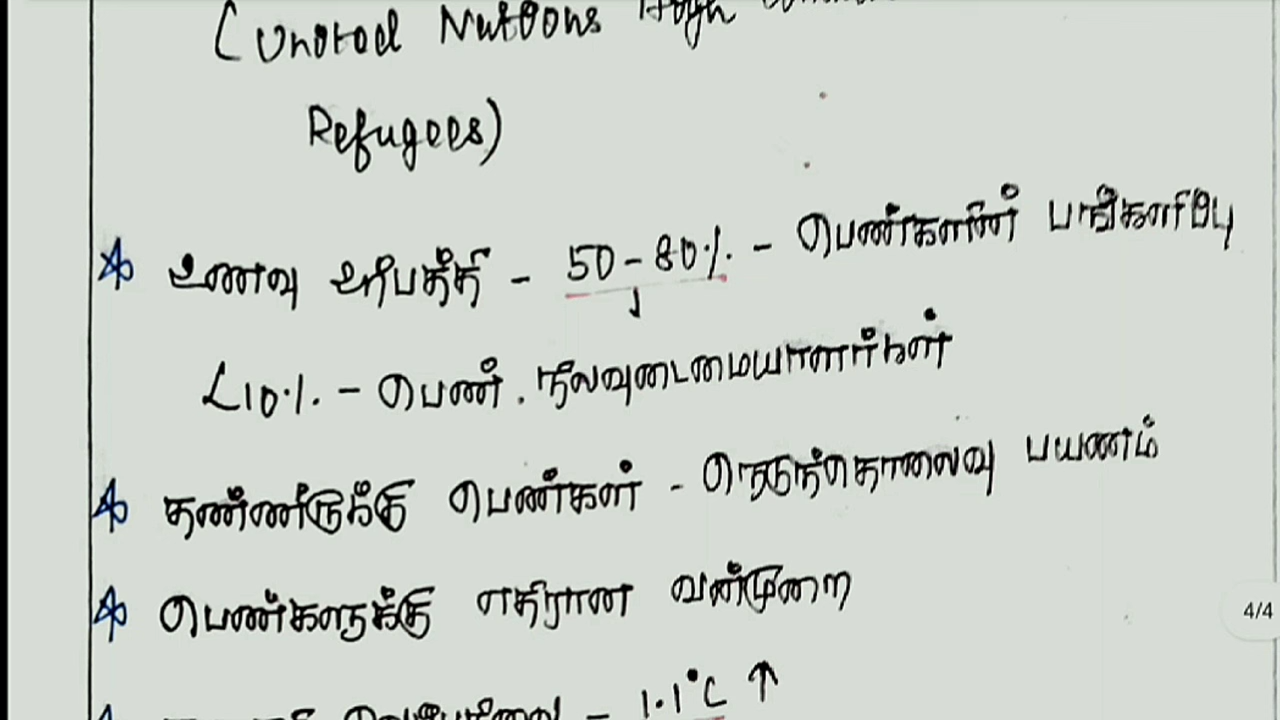 (United Nations High
Refugees)
உணவு உற்பத்தி - 50-80% - பெண்களின் பங்களிப்பு
<10% - பெண் . நிலவுடைமையாளர்கள்
தண்ணீருக்கு பெண்கள் - நெடுந்தொலைவு பயணம்
பெண்களுக்கு எதிரான வன்முறை
- 1.1°C ↑
4/4